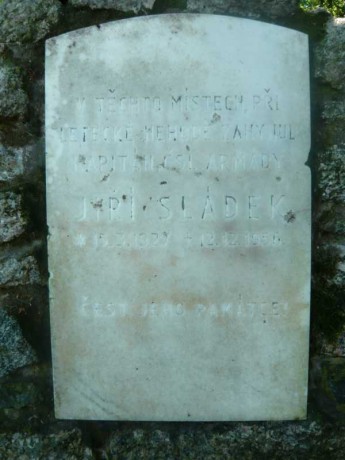 V TĚCHTO MÍSTECH PŘI
LETECKÉ NEHODĚ ZAHYNUL
KAPITÁN ČSL. ARMÁDY
JIŘÍ SLÁDEK
ČEST JEHO PAMÁTCE!